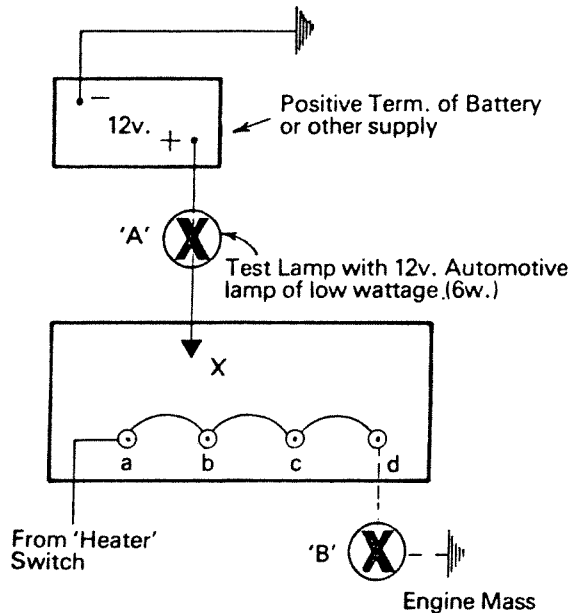 –
12v.
+
Positive Term. of Battery
or other supply
'A'
X
Test Lamp with 12v. Automotive
lamp of low wattage.(6w.)
X
a b c d
From 'Heater'
Switch
'B'
X
Engine Mass